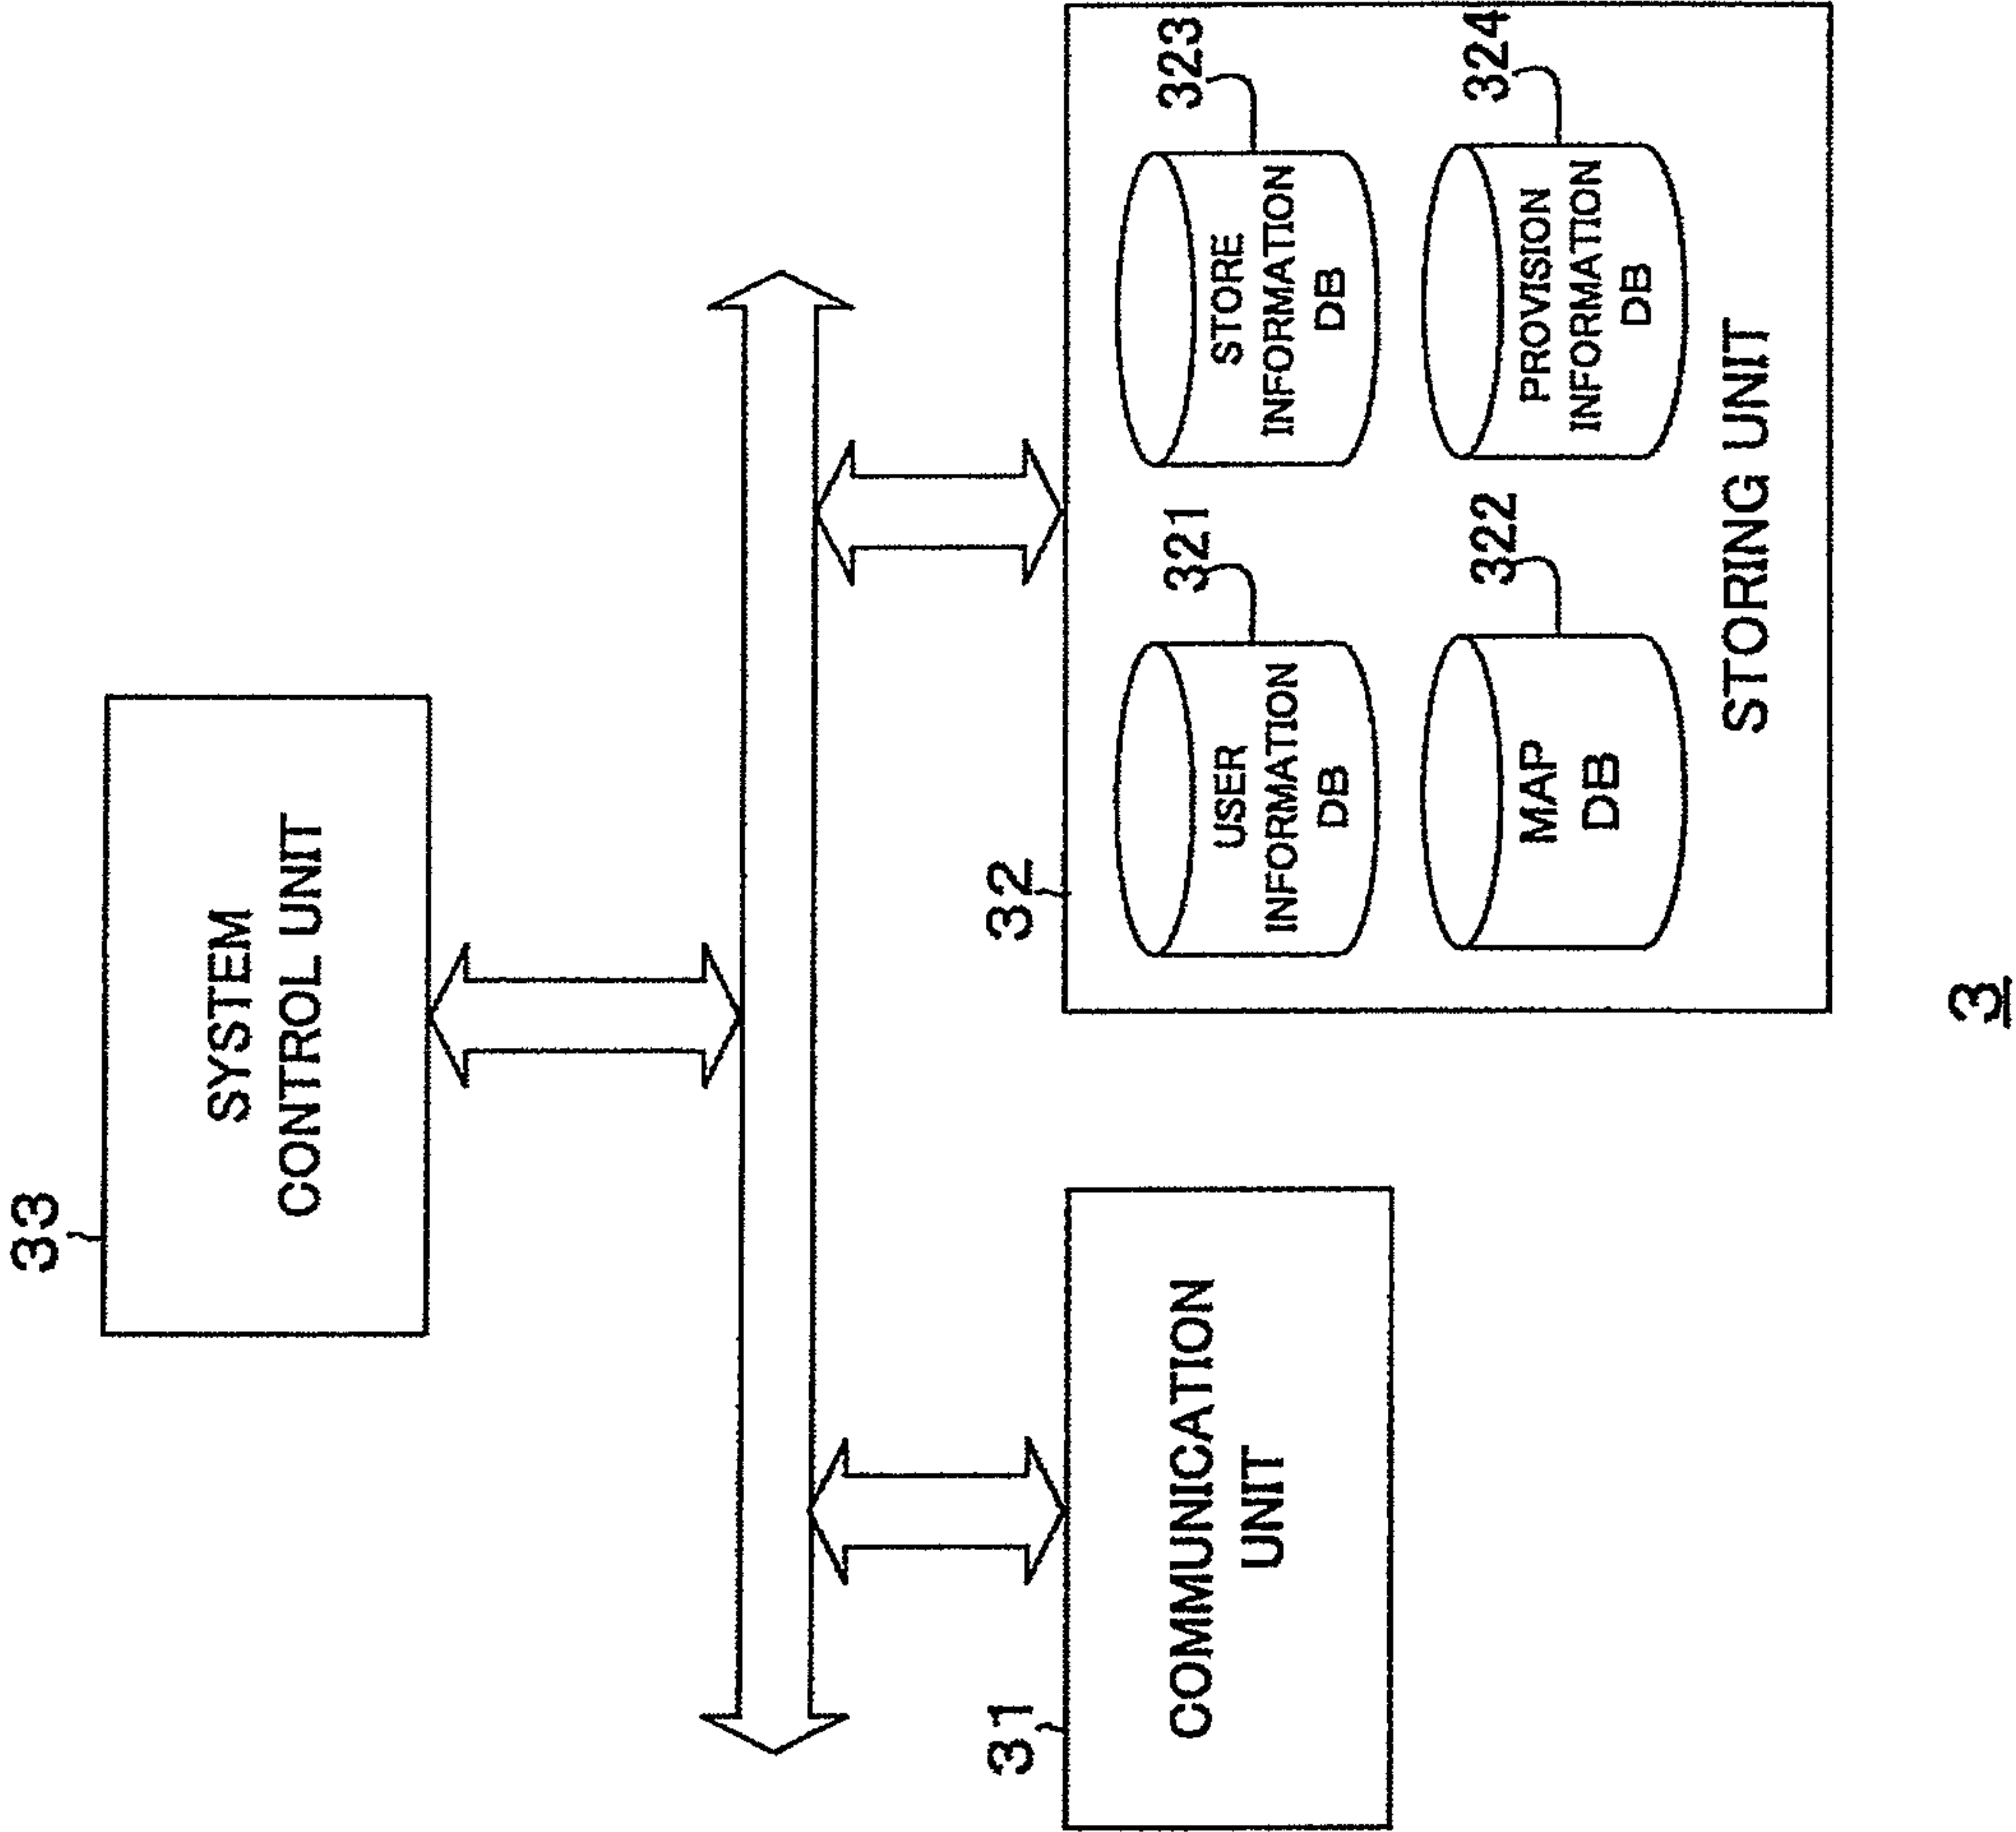 33
SYSTEM
CONTROL UNIT
31
COMMUNICATION
UNIT
32
321
USER
INFORMATION
DB
323
STORE
INFORMATION
DB
322
MAP
DB
324
PROVISION
INFORMATION
DB
STORING UNIT
3